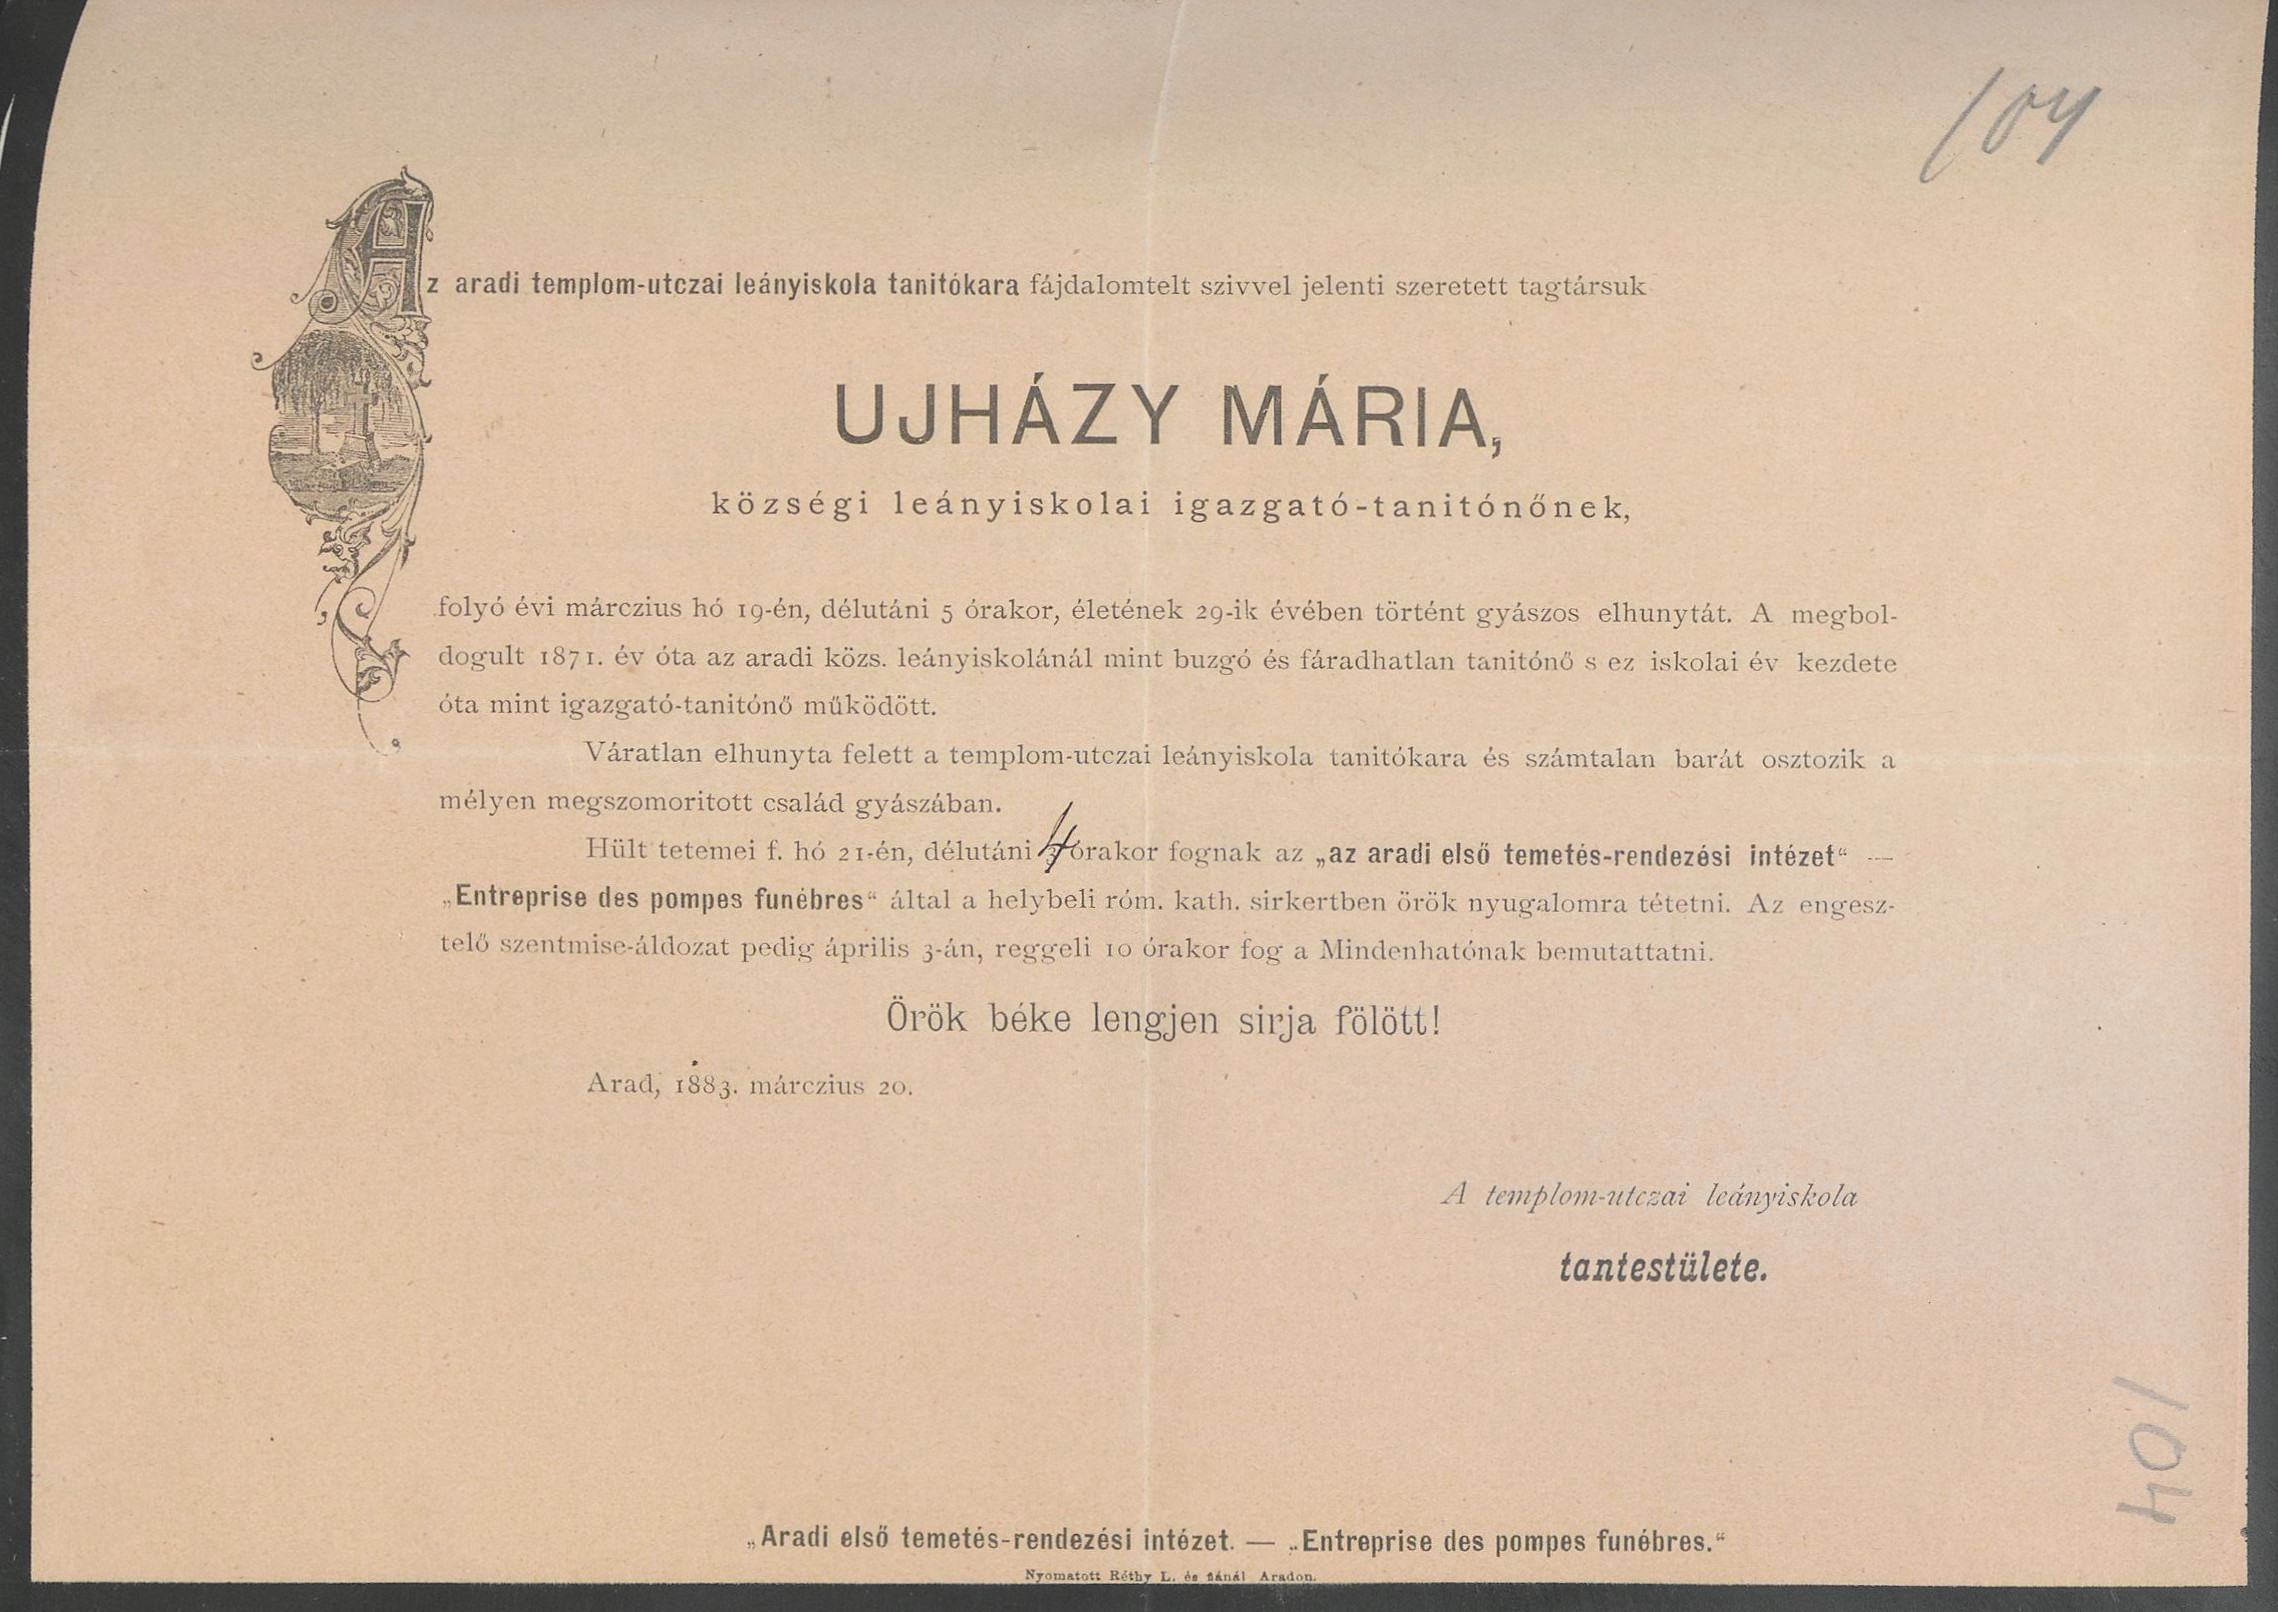 104
Az aradi templom-utczai leányiskola tanitókara fájdalomtelt szivvel jelenti szeretett tagtársuk
UJHÁZY MÁRIA,
községi leányiskolai igazgató-tanitónőnek,
folyó évi márczius hó 19-én, délutáni 5 órakor, életének 29-ik évében történt gyászos elhunytát. A megbol-
dogult 1871. év óta az aradi közs. leányiskolánál mint buzgó és fáradhatlan tanitónő s ez iskolai év kezdete
óta mint igazgató-tanitónő működött.
Váratlan elhunyta felett a templom-utczai leányiskola tanitókara és számtalan barát osztozik a
mélyen megszomoritott család gyászában.
Hült tetemei f. hó 21-én, délutáni 4 órakor fognak az „az aradi első temetés-rendezési intézet“ —
„Entreprise des pompes funébres“ által a helybeli róm. kath. sirkertben örök nyugalomra tétetni. Az engesz-
telő szentmise-áldozat pedig április 3-án, reggeli 10 órakor fog a Mindenhatónak bemutattatni.
Örök béke lengjen sirja fölött!
Arad, 1883. márczius 20.
A templom-utczai leányiskola
tantestülete.
104
„Aradi első temetés-rendezési intézet. — „Entreprise des pompes funébres.“
Nyomatott Réthy L. és fiánál Aradon.